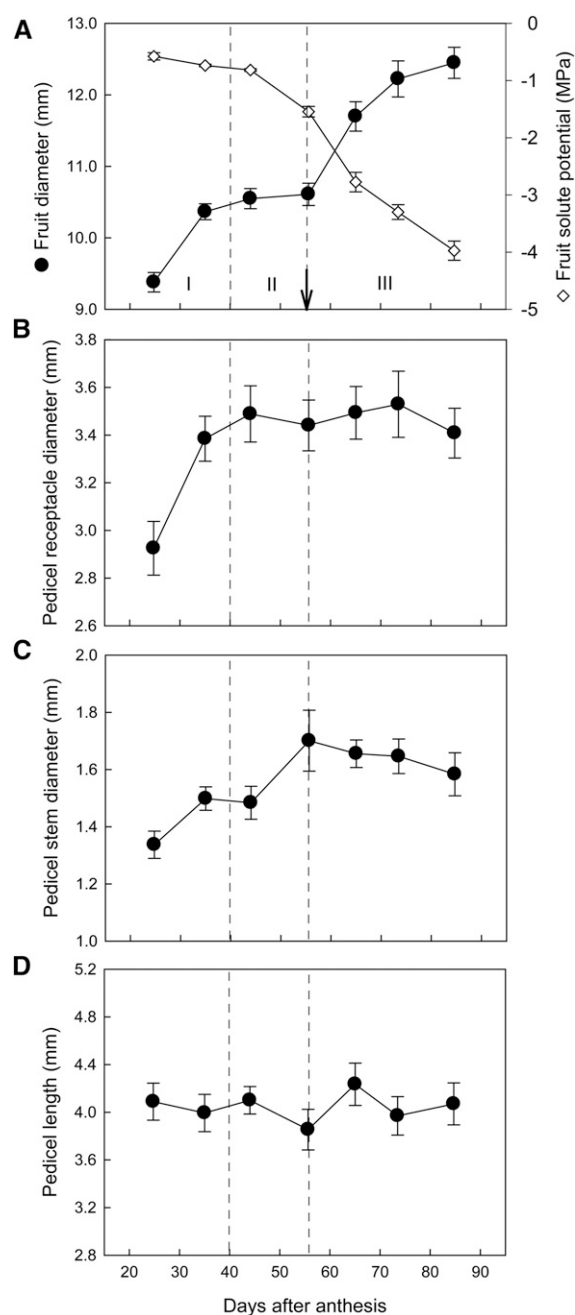 A
13.0
12.0
11.0
10.0
9.0
Fruit diameter (mm)
I
II
III
0
-1
-2
-3
-4
-5
Fruit solute potential (MPa)
B
3.8
3.4
3.0
2.8
2.6
Pedicel receptacle diameter (mm)
C
2.0
1.8
1.6
1.4
1.2
1.0
Pedicel stem diameter (mm)
D
5.2
4.8
4.4
4.0
3.6
3.2
2.8
Pedicel length (mm)
20 30 40 50 60 70 80 90
Days after anthesis